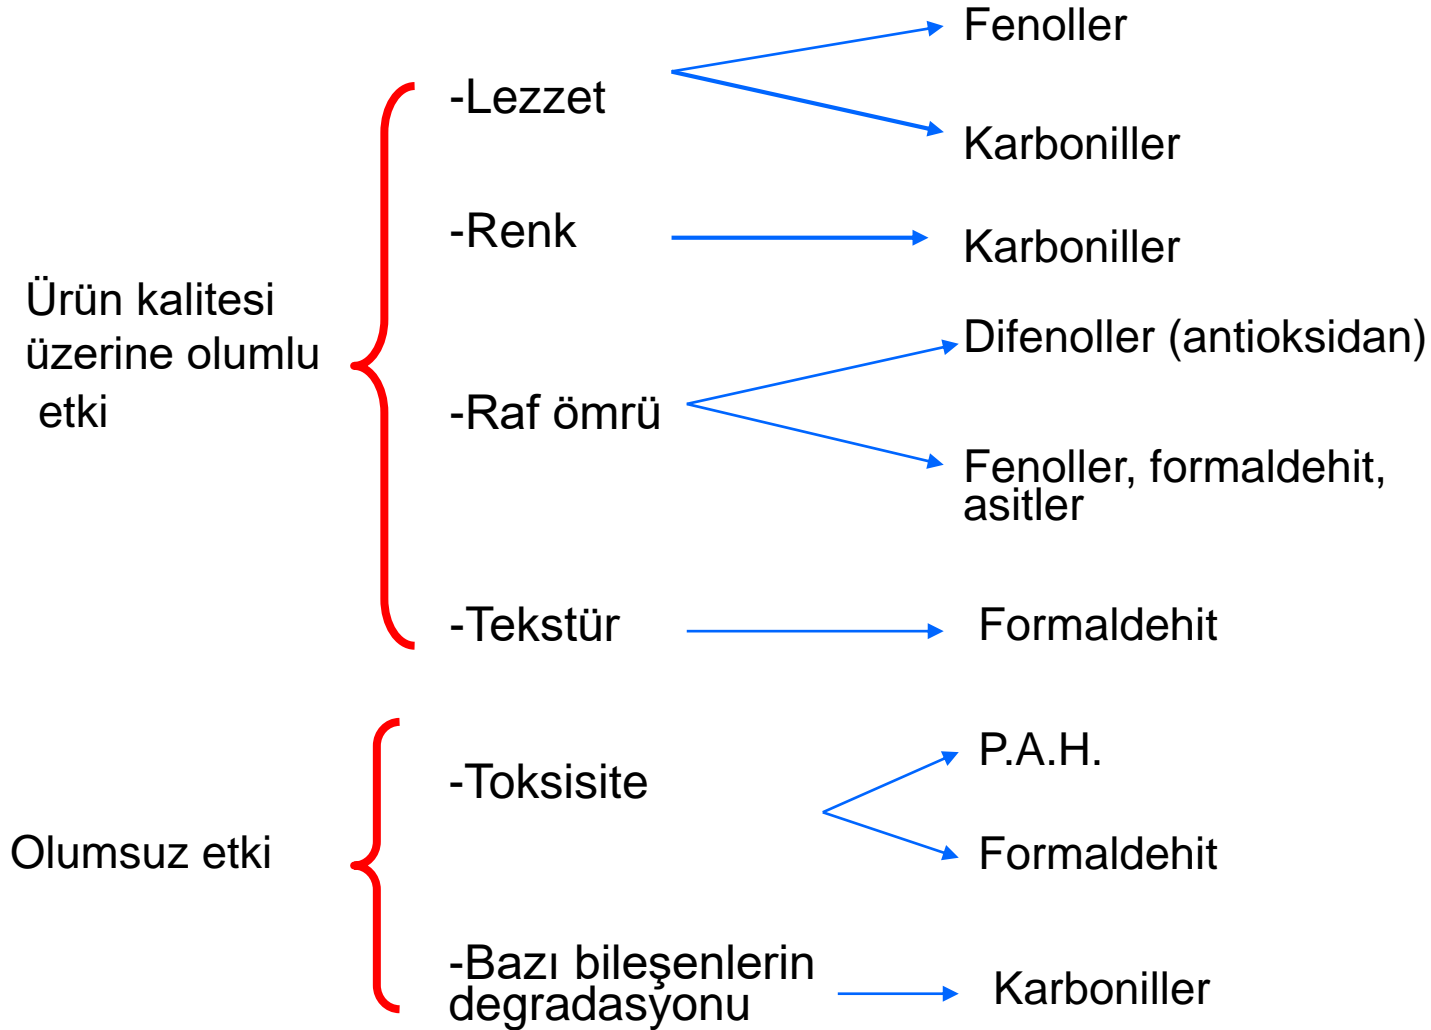 Ürün kalitesi
üzerine olumlu
etki
-Lezzet
Fenoller
Karboniller
-Renk
Karboniller
-Raf ömrü
Difenoller (antioksidan)
Fenoller, formaldehit,
asitler
-Tekstür
Formaldehit
Olumsuz etki
-Toksisite
P.A.H.
Formaldehit
-Bazı bileşenlerin
degradasyonu
Karboniller